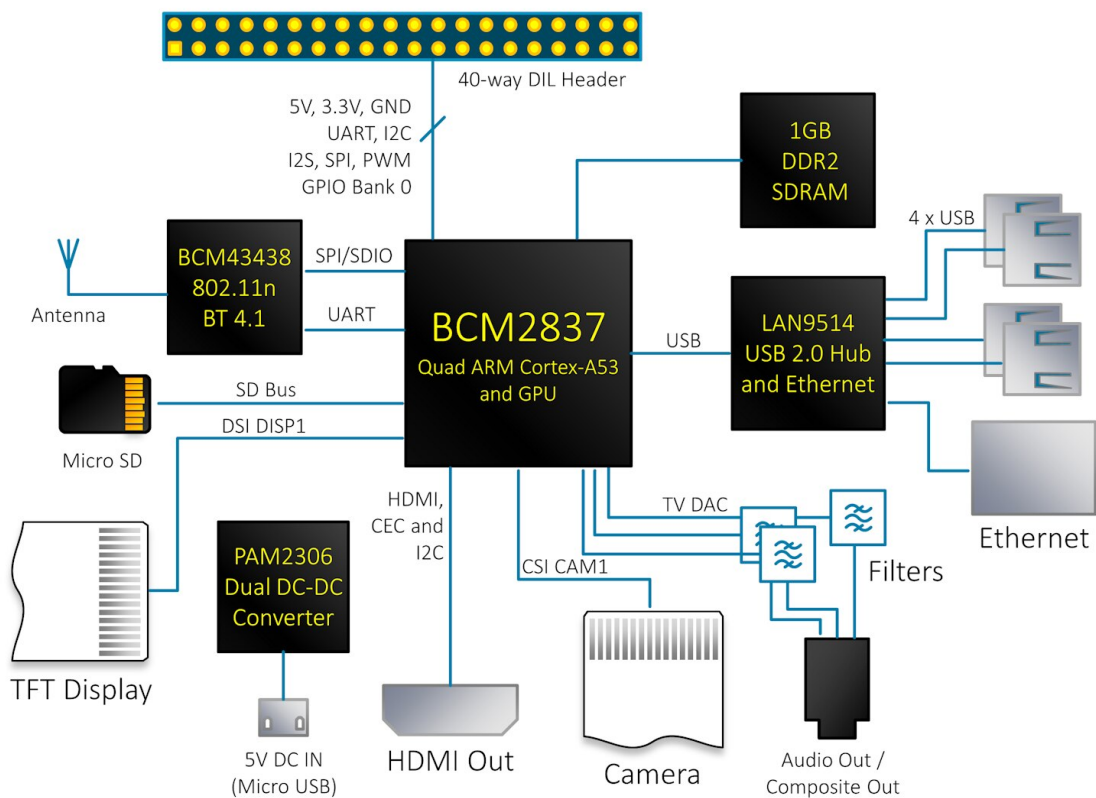 40-way DIL Header
5V, 3.3V, GND
UART, I2C
I2S, SPI, PWM
GPIO Bank 0
1GB
DDR2
SDRAM
4 x USB
BCM43438
802.11n
BT 4.1
SPI/SDIO
UART
Antenna
BCM2837
Quad ARM Cortex-A53
and GPU
USB
LAN9514
USB 2.0 Hub
and Ethernet
SD Bus
DSI DISP1
Micro SD
HDMI,
CEC and
I2C
TV DAC
CSI CAM1
Filters
Ethernet
PAM2306
Dual DC-DC
Converter
TFT Display
5V DC IN
(Micro USB)
HDMI Out
Camera
Audio Out /
Composite Out